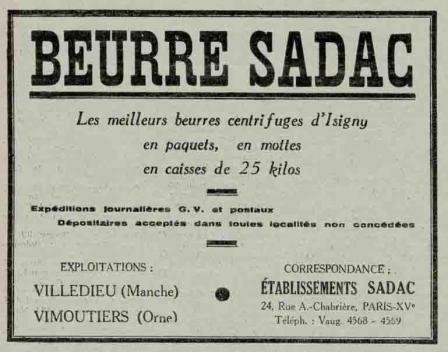 BEURRE SADAC
Les meilleurs beurres centrifuges d'Isigny
en paquets, en mottes
en caisses de 25 kilos
Expéditions journalières G. V. et postaux
Dépositaires acceptés dans toutes localités non concédées
EXPLOITATIONS :
VILLEDIEU (Manche)
VIMOUTIERS (Orne)
CORRESPONDANCE :
ÉTABLISSEMENTS SADAC
24, Rue A.-Chabrière, PARIS-XVe
Téléph. : Vaug. 4568 - 4569